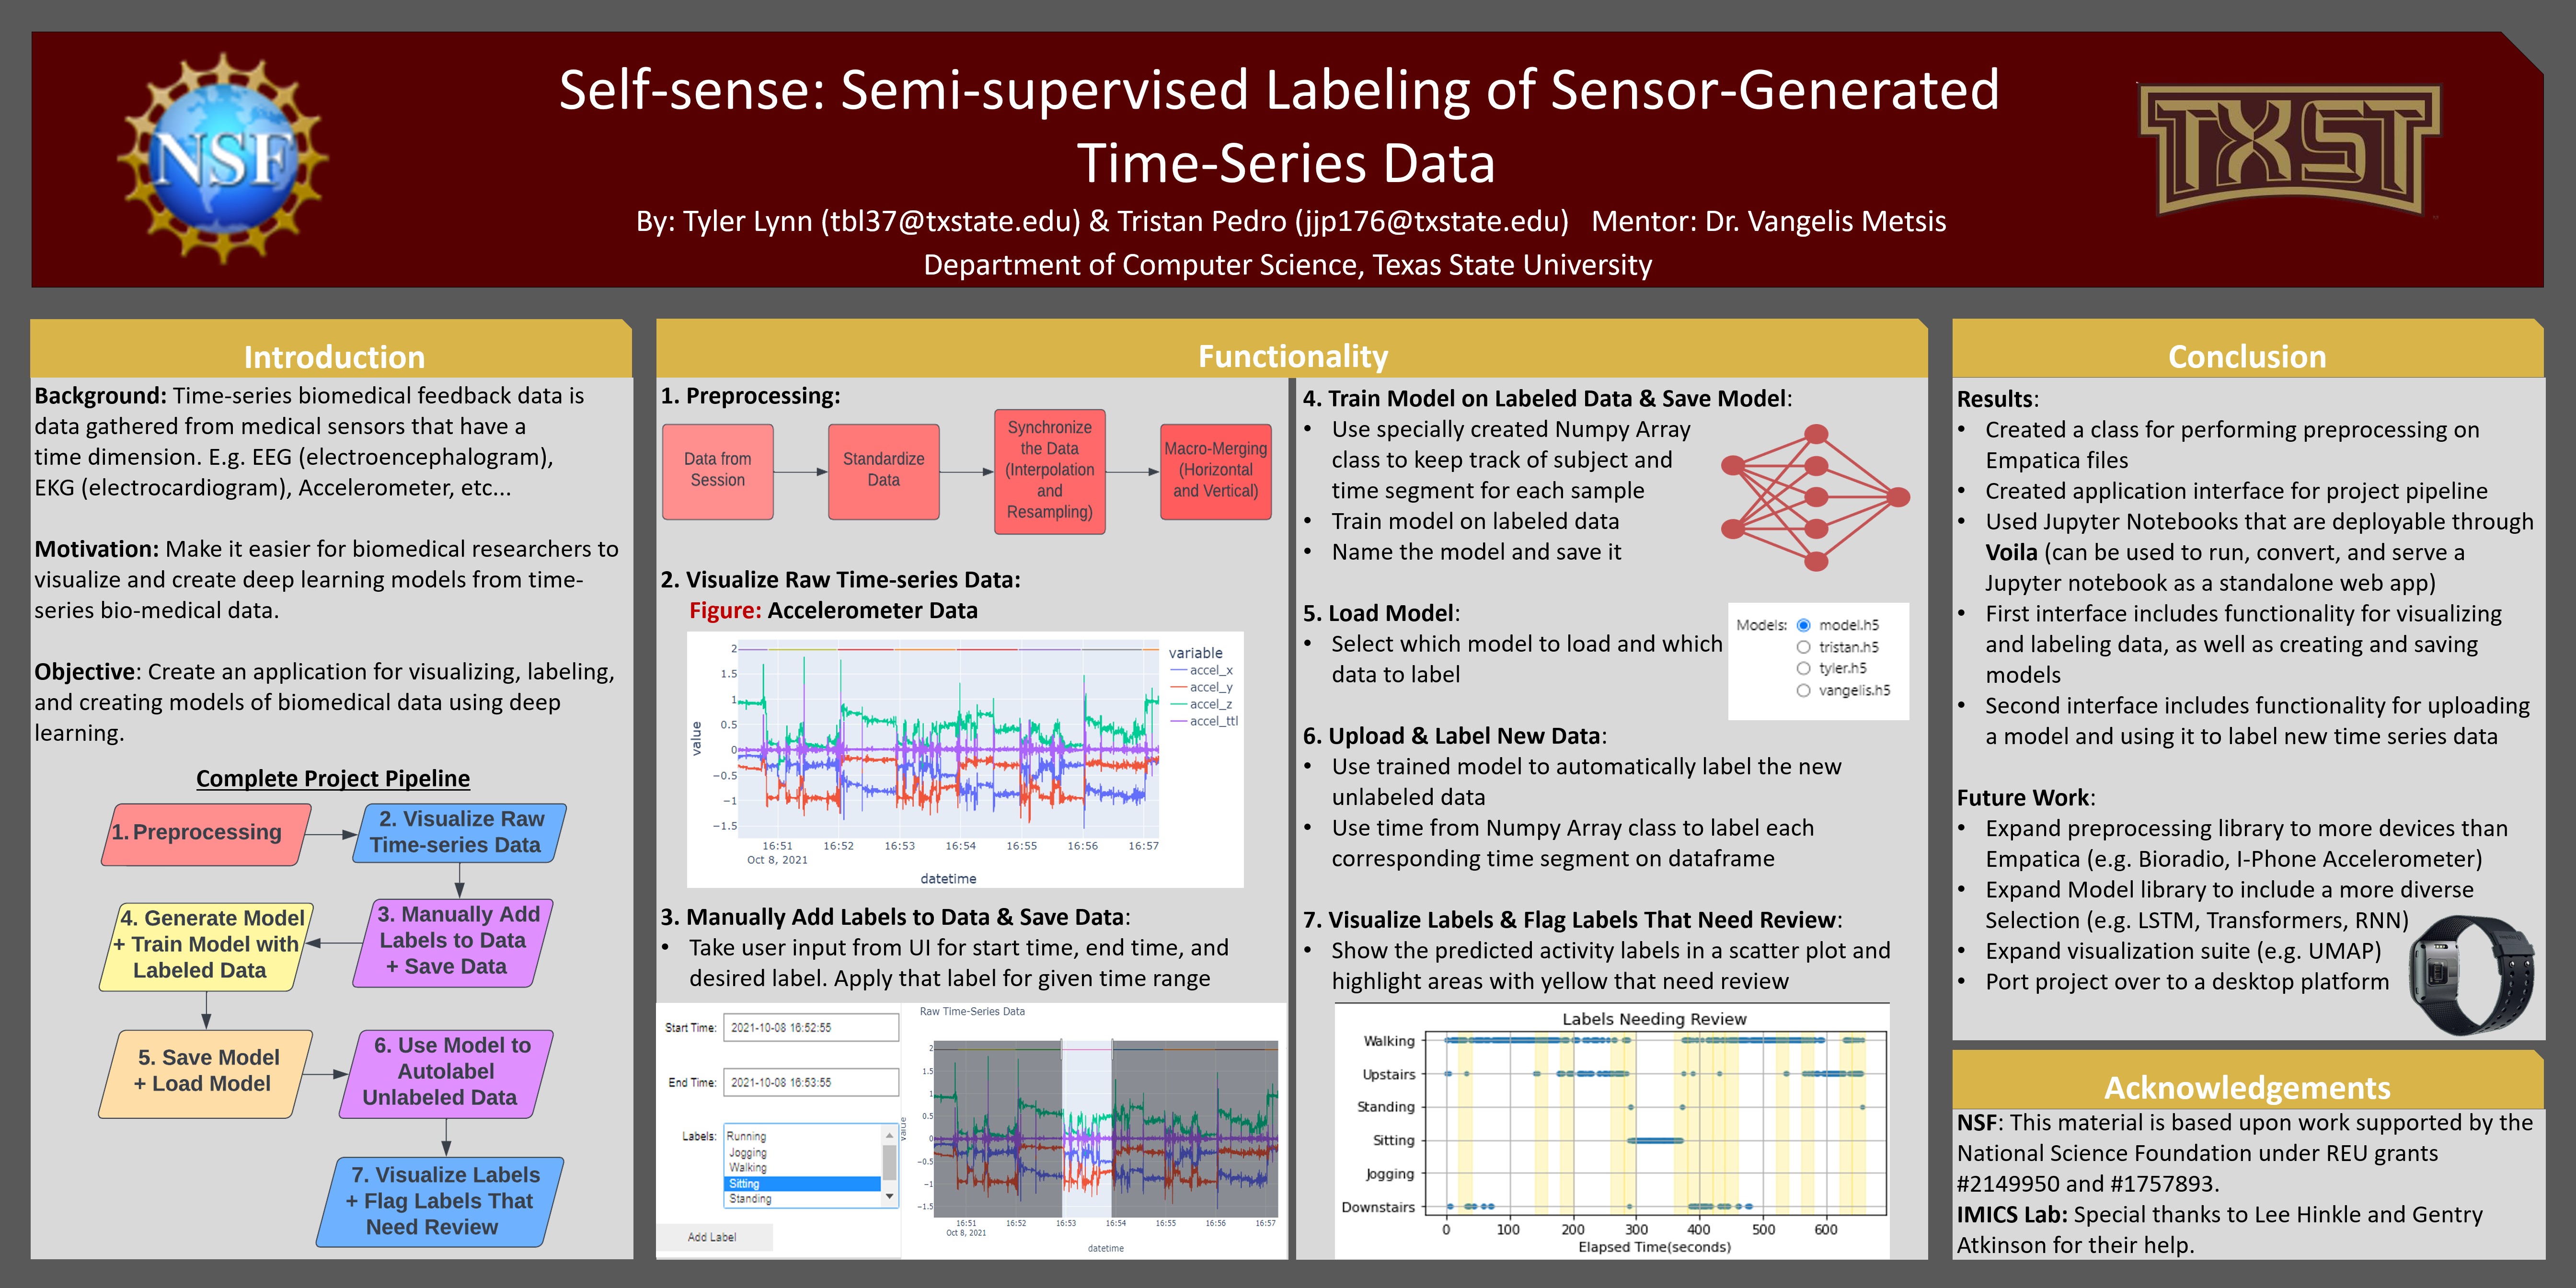 NSF
Self-sense: Semi-supervised Labeling of Sensor-Generated
Time-Series Data
By: Tyler Lynn (tbl37@txstate.edu) & Tristan Pedro (jjp176@txstate.edu) Mentor: Dr. Vangelis Metsis
Department of Computer Science, Texas State University
TXST
Introduction
Background: Time-series biomedical feedback data is
data gathered from medical sensors that have a
time dimension. E.g. EEG (electroencephalogram),
EKG (electrocardiogram), Accelerometer, etc...
Motivation: Make it easier for biomedical researchers to
visualize and create deep learning models from time-
series bio-medical data.
Objective: Create an application for visualizing, labeling,
and creating models of biomedical data using deep
learning.
Complete Project Pipeline
1. Preprocessing
2. Visualize Raw
Time-series Data
3. Manually Add
Labels to Data
+ Save Data
4. Generate Model
+ Train Model with
Labeled Data
5. Save Model
+ Load Model
6. Use Model to
Autolabel
Unlabeled Data
7. Visualize Labels
+ Flag Labels That
Need Review
Functionality
1. Preprocessing:
Data from
Session
Standardize
Data
Synchronize
the Data
(Interpolation
and
Resampling)
Macro-Merging
(Horizontal
and Vertical)
2. Visualize Raw Time-series Data:
Figure: Accelerometer Data
2
1.5
1
0.5
0
−0.5
−1
−1.5
value
16:51
16:52
16:53
16:54
16:55
16:56
16:57
Oct 8, 2021
datetime
variable
accel_x
accel_y
accel_z
accel_ttl
3. Manually Add Labels to Data & Save Data:
• Take user input from UI for start time, end time, and
desired label. Apply that label for given time range
Start Time: 2021-10-08 16:52:55
End Time: 2021-10-08 16:53:55
Labels:
Running
Jogging
Walking
Sitting
Standing
Add Label
Raw Time-Series Data
2
1.5
1
0.5
0
−0.5
−1
−1.5
value
16:51
16:52
16:53
16:54
16:55
16:56
16:57
Oct 8, 2021
datetime
4. Train Model on Labeled Data & Save Model:
• Use specially created Numpy Array
class to keep track of subject and
time segment for each sample
• Train model on labeled data
• Name the model and save it
5. Load Model:
• Select which model to load and which
data to label
Models: model.h5
tristan.h5
tyler.h5
vangelis.h5
6. Upload & Label New Data:
• Use trained model to automatically label the new
unlabeled data
• Use time from Numpy Array class to label each
corresponding time segment on dataframe
7. Visualize Labels & Flag Labels That Need Review:
• Show the predicted activity labels in a scatter plot and
highlight areas with yellow that need review
Labels Needing Review
Walking
Upstairs
Standing
Sitting
Jogging
Downstairs
0 100 200 300 400 500 600
Elapsed Time(seconds)
Conclusion
Results:
• Created a class for performing preprocessing on
Empatica files
• Created application interface for project pipeline
• Used Jupyter Notebooks that are deployable through
Voila (can be used to run, convert, and serve a
Jupyter notebook as a standalone web app)
• First interface includes functionality for visualizing
and labeling data, as well as creating and saving
models
• Second interface includes functionality for uploading
a model and using it to label new time series data
Future Work:
• Expand preprocessing library to more devices than
Empatica (e.g. Bioradio, I-Phone Accelerometer)
• Expand Model library to include a more diverse
Selection (e.g. LSTM, Transformers, RNN)
• Expand visualization suite (e.g. UMAP)
• Port project over to a desktop platform
Acknowledgements
NSF: This material is based upon work supported by the
National Science Foundation under REU grants
#2149950 and #1757893.
IMICS Lab: Special thanks to Lee Hinkle and Gentry
Atkinson for their help.